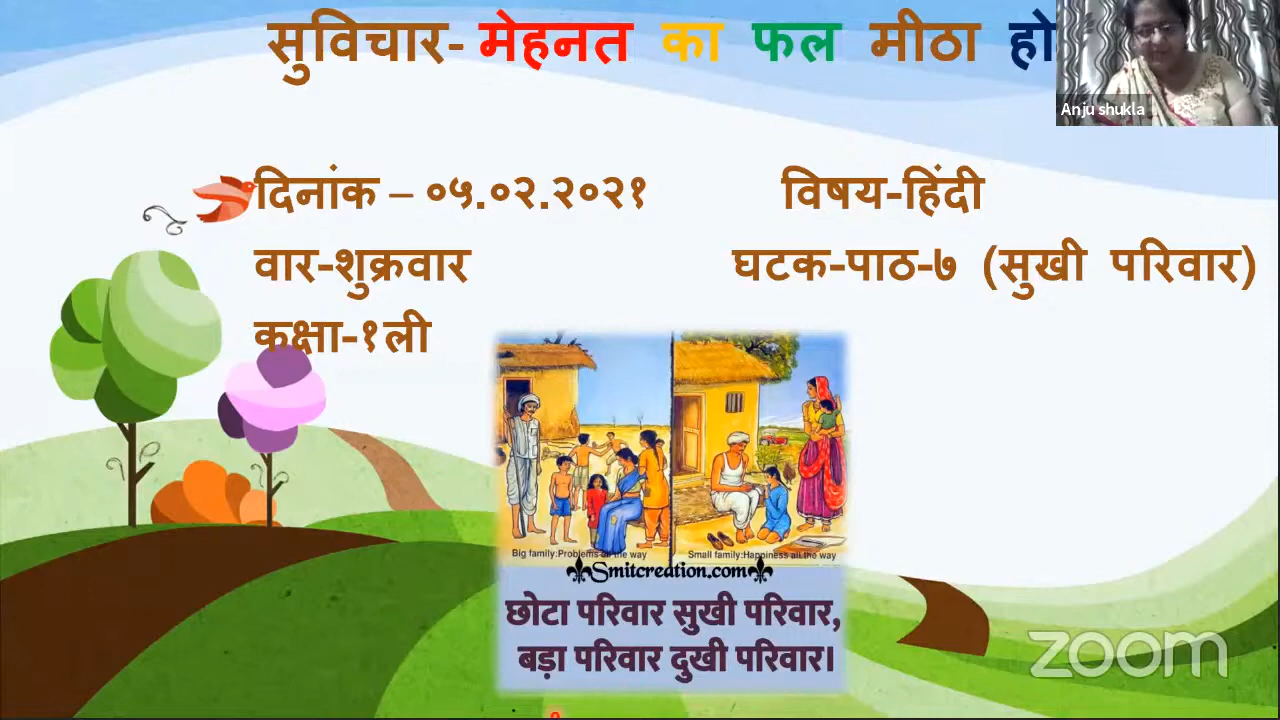 सुविचार- मेहनत का फल मीठा हो
Anju shukla
दिनांक – ०५.०२.२०२१ विषय-हिंदी
वार-शुक्रवार घटक-पाठ-७ (सुखी परिवार)
कक्षा-१ली
Big family:Problems all the way Small family:Happiness all the way
Smitcreation.com
छोटा परिवार सुखी परिवार,
बड़ा परिवार दुखी परिवार।
zoom